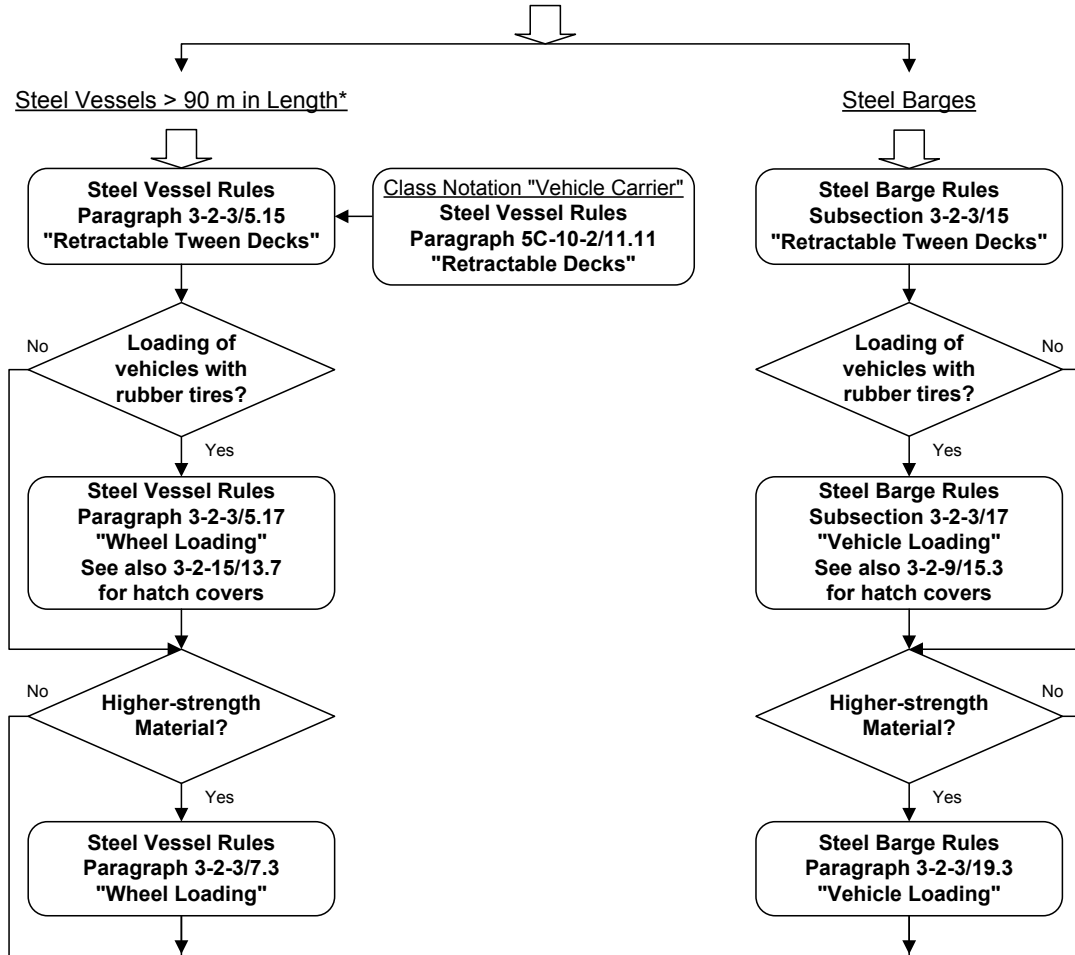 Steel Vessels > 90 m in Length*
Steel Barges
Steel Vessel Rules
Paragraph 3-2-3/5.15
"Retractable Tween Decks"
Class Notation "Vehicle Carrier"
Steel Vessel Rules
Paragraph 5C-10-2/11.11
"Retractable Decks"
Steel Barge Rules
Subsection 3-2-3/15
"Retractable Tween Decks"
No
Loading of
vehicles with
rubber tires?
Yes
Loading of
vehicles with
rubber tires?
No
Yes
Steel Vessel Rules
Paragraph 3-2-3/5.17
"Wheel Loading"
See also 3-2-15/13.7
for hatch covers
Steel Barge Rules
Subsection 3-2-3/17
"Vehicle Loading"
See also 3-2-9/15.3
for hatch covers
No
Higher-strength
Material?
Yes
Higher-strength
Material?
No
Yes
Steel Vessel Rules
Paragraph 3-2-3/7.3
"Wheel Loading"
Steel Barge Rules
Paragraph 3-2-3/19.3
"Vehicle Loading"